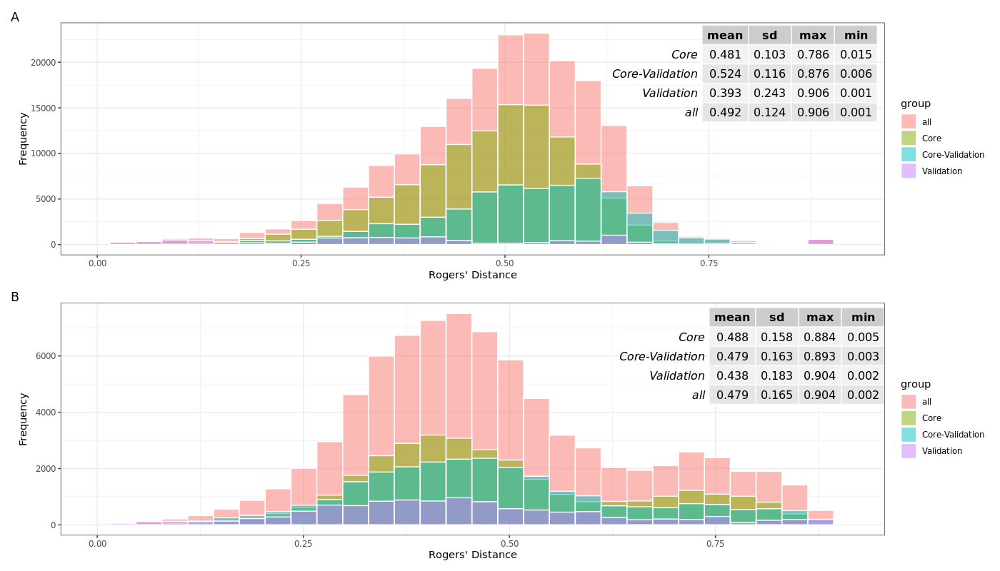 A
mean sd max min
Core 0.481 0.103 0.786 0.015
Core-Validation 0.524 0.116 0.876 0.006
Validation 0.393 0.243 0.906 0.001
all 0.492 0.124 0.906 0.001
20000
15000
10000
5000
0
Frequency
0.00 0.25 0.50 0.75
Rogers' Distance
group
all
Core
Core-Validation
Validation
B
mean sd max min
Core 0.488 0.158 0.884 0.005
Core-Validation 0.479 0.163 0.893 0.003
Validation 0.438 0.183 0.904 0.002
all 0.479 0.165 0.904 0.002
6000
4000
2000
0
Frequency
0.00 0.25 0.50 0.75
Rogers' Distance
group
all
Core
Core-Validation
Validation